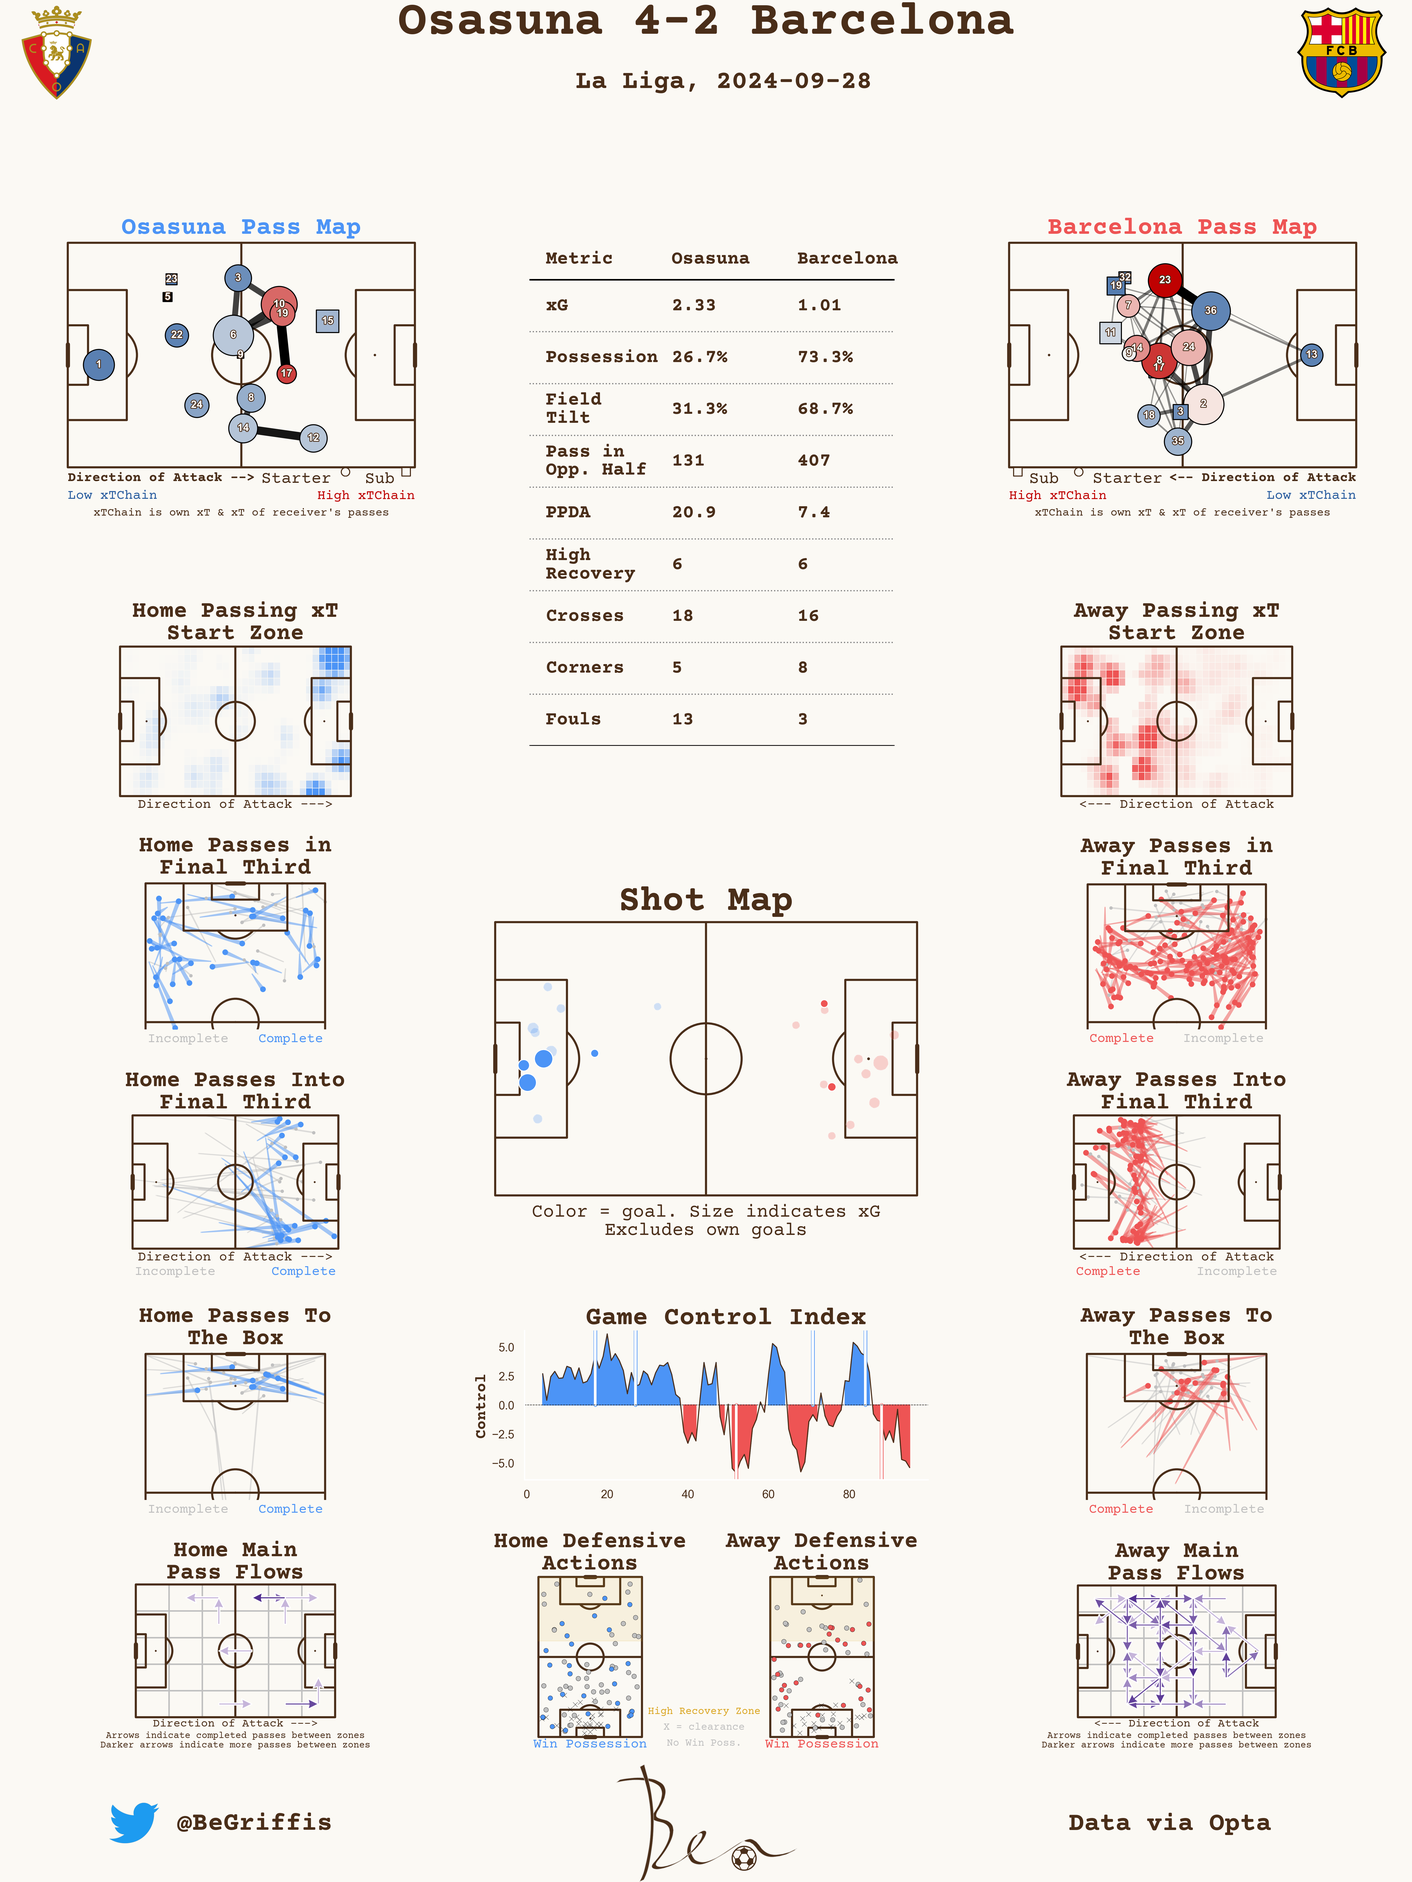 Osasuna 4-2 Barcelona
La Liga, 2024-09-28
C A
O
FCB
Osasuna Pass Map
23
3
5
10
19
15
22
6
9
1
17
24
8
14
12
Direction of Attack --> Starter Sub
Low xTChain High xTChain
xTChain is own xT & xT of receiver's passes
Metric Osasuna Barcelona
xG 2.33 1.01
Possession 26.7% 73.3%
Field
Tilt 31.3% 68.7%
Pass in
Opp. Half 131 407
PPDA 20.9 7.4
High
Recovery 6 6
Crosses 18 16
Corners 5 8
Fouls 13 3
Barcelona Pass Map
32
23
19
7
36
11
14
24
9
8
17
13
2
18
3
35
Sub Starter <-- Direction of Attack
High xTChain Low xTChain
xTChain is own xT & xT of receiver's passes
Home Passing xT
Start Zone
Direction of Attack --->
Away Passing xT
Start Zone
<--- Direction of Attack
Home Passes in
Final Third
Incomplete Complete
Away Passes in
Final Third
Complete Incomplete
Shot Map
Color = goal. Size indicates xG
Excludes own goals
Home Passes Into
Final Third
Direction of Attack --->
Incomplete Complete
Away Passes Into
Final Third
<--- Direction of Attack
Complete Incomplete
Game Control Index
Control
5.0
2.5
0.0
−2.5
−5.0
0 20 40 60 80
Home Passes To
The Box
Incomplete Complete
Away Passes To
The Box
Complete Incomplete
Home Main
Pass Flows
Direction of Attack --->
Arrows indicate completed passes between zones
Darker arrows indicate more passes between zones
Home Defensive
Actions
Win Possession
High Recovery Zone
X = clearance
No Win Poss.
Away Defensive
Actions
Win Possession
Away Main
Pass Flows
<--- Direction of Attack
Arrows indicate completed passes between zones
Darker arrows indicate more passes between zones
@BeGriffis
Ben
Data via Opta